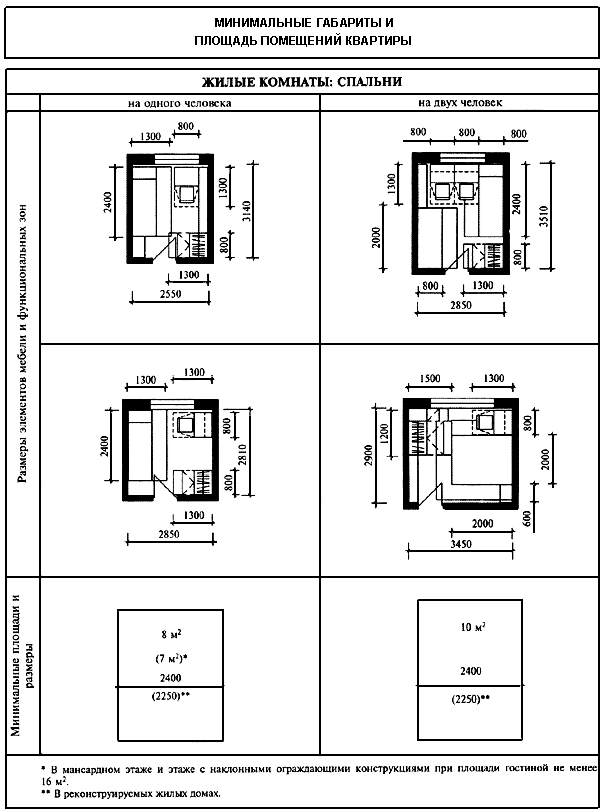 МИНИМАЛЬНЫЕ ГАБАРИТЫ И
ПЛОЩАДЬ ПОМЕЩЕНИЙ КВАРТИРЫ
ЖИЛЫЕ КОМНАТЫ: СПАЛЬНИ
на одного человека
на двух человек
Размеры элементов мебели и функциональных зон
800
1300
2400
1300
3140
800
1300
2550
800 800 800
1300
2000
2400
3510
800
800
1300
2850
1300
1300
2400
800
2810
800
1300
2850
1500
1300
2900
1200
800
2000
600
2000
3450
Минимальные площади и
размеры
8 м²
(7 м²)*
2400
(2250)**
10 м²
2400
(2250)**
* В мансардном этаже и этаже с наклонными ограждающими конструкциями при площади гостиной не менее
16 м².
** В реконструируемых жилых домах.